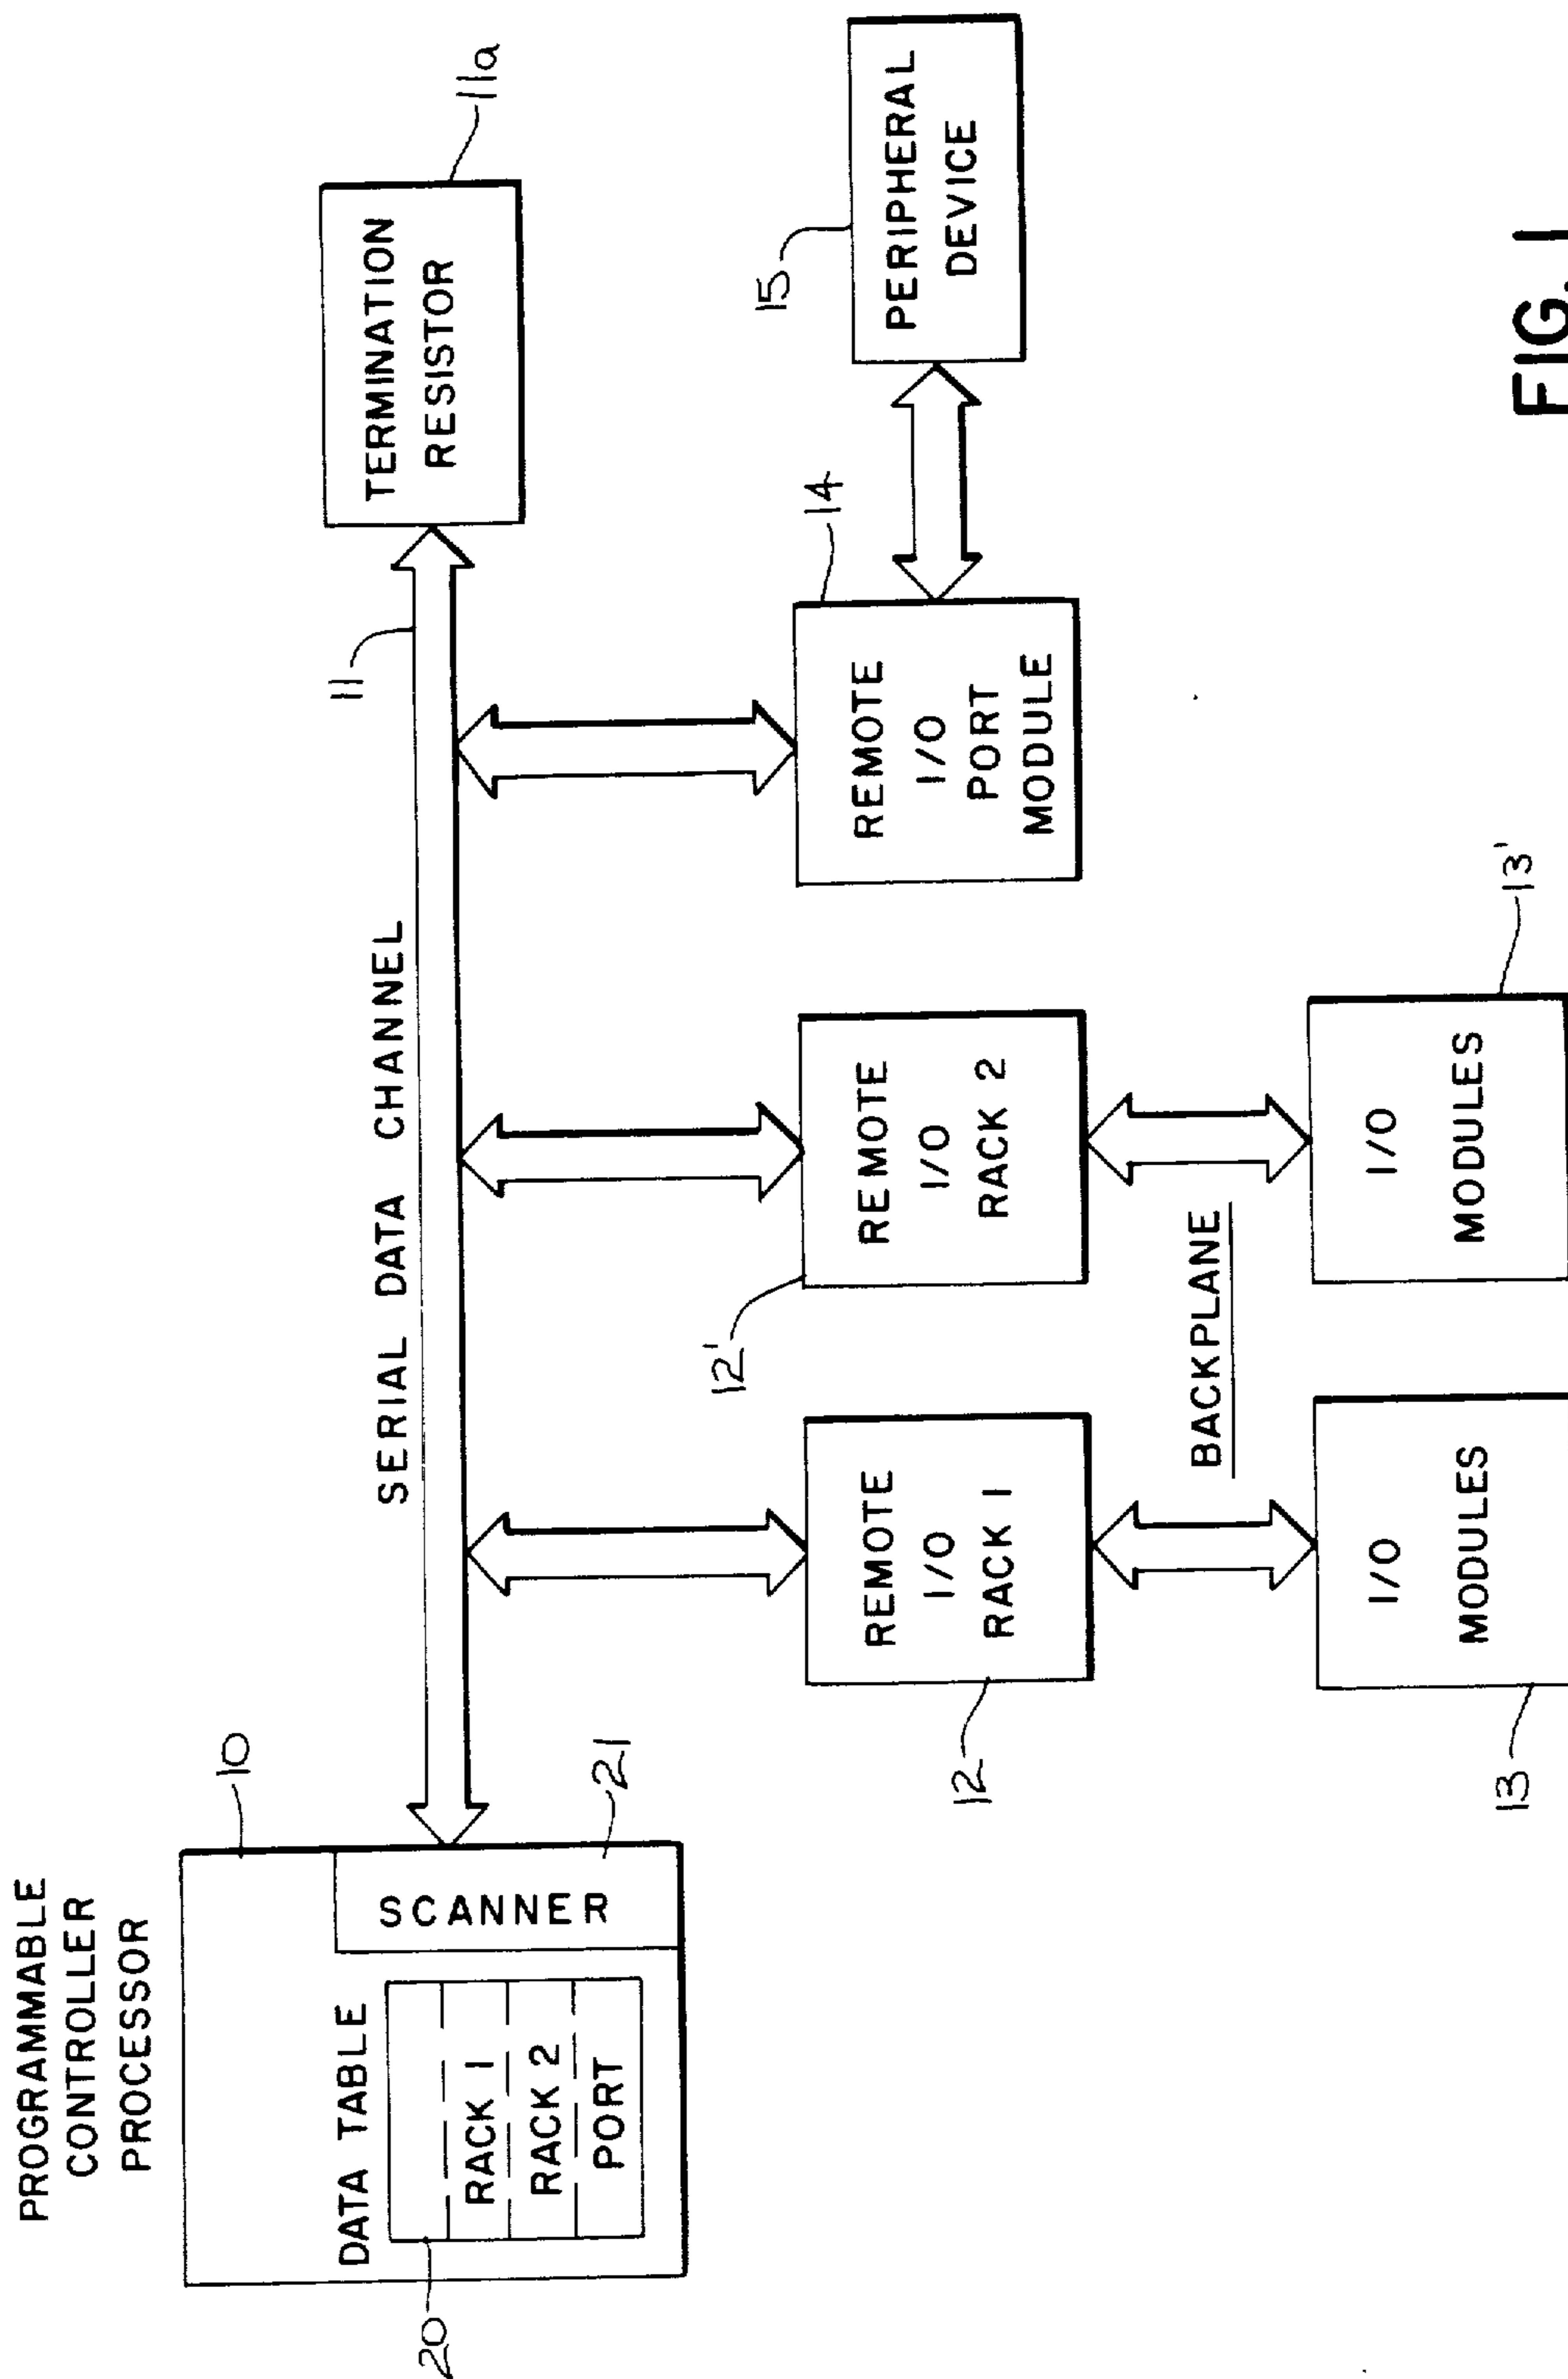 PROGRAMMABLE
CONTROLLER
PROCESSOR
10
DATA TABLE
20
RACK 1
RACK 2
PORT
SCANNER
21
SERIAL DATA CHANNEL
11
TERMINATION
RESISTOR
11a
REMOTE
I/O
RACK 1
12
REMOTE
I/O
RACK 2
12'
REMOTE
I/O
PORT
MODULE
14
PERIPHERAL
DEVICE
15
BACKPLANE
I/O
MODULES
13
I/O
MODULES
13'
FIG. 1